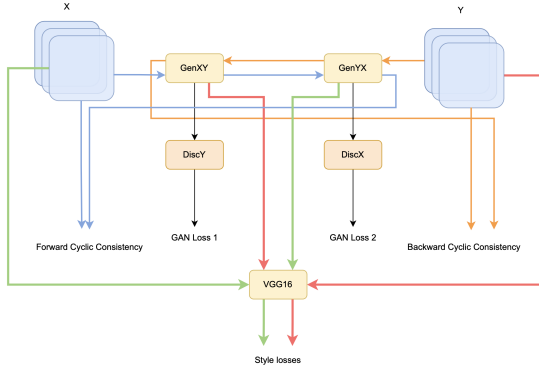 X
Y
GenXY
GenYX
DiscY
DiscX
GAN Loss 1
GAN Loss 2
Forward Cyclic Consistency
Backward Cyclic Consistency
VGG16
Style losses